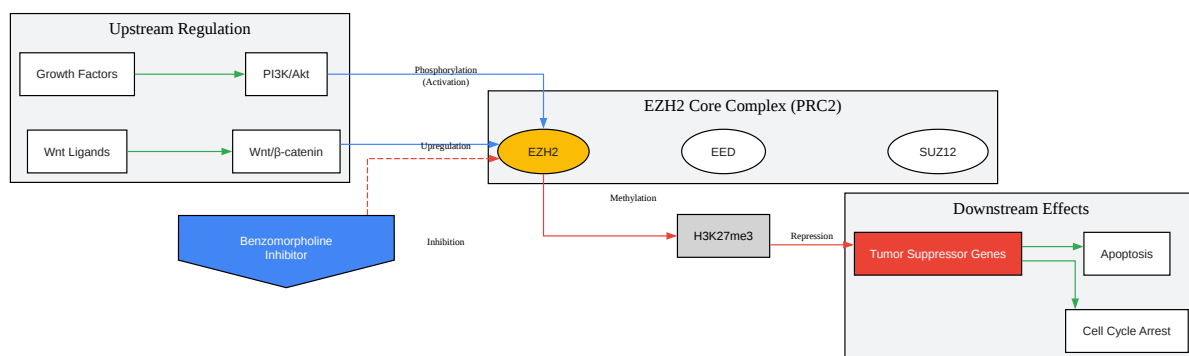 Upstream Regulation
Growth Factors
PI3K/Akt
Phosphorylation
(Activation)
Wnt Ligands
Wnt/β-catenin
Upregulation
EZH2 Core Complex (PRC2)
EZH2
EED
SUZ12
Benzomorpholine
Inhibitor
Inhibition
Methylation
H3K27me3
Repression
Downstream Effects
Tumor Suppressor Genes
Apoptosis
Cell Cycle Arrest